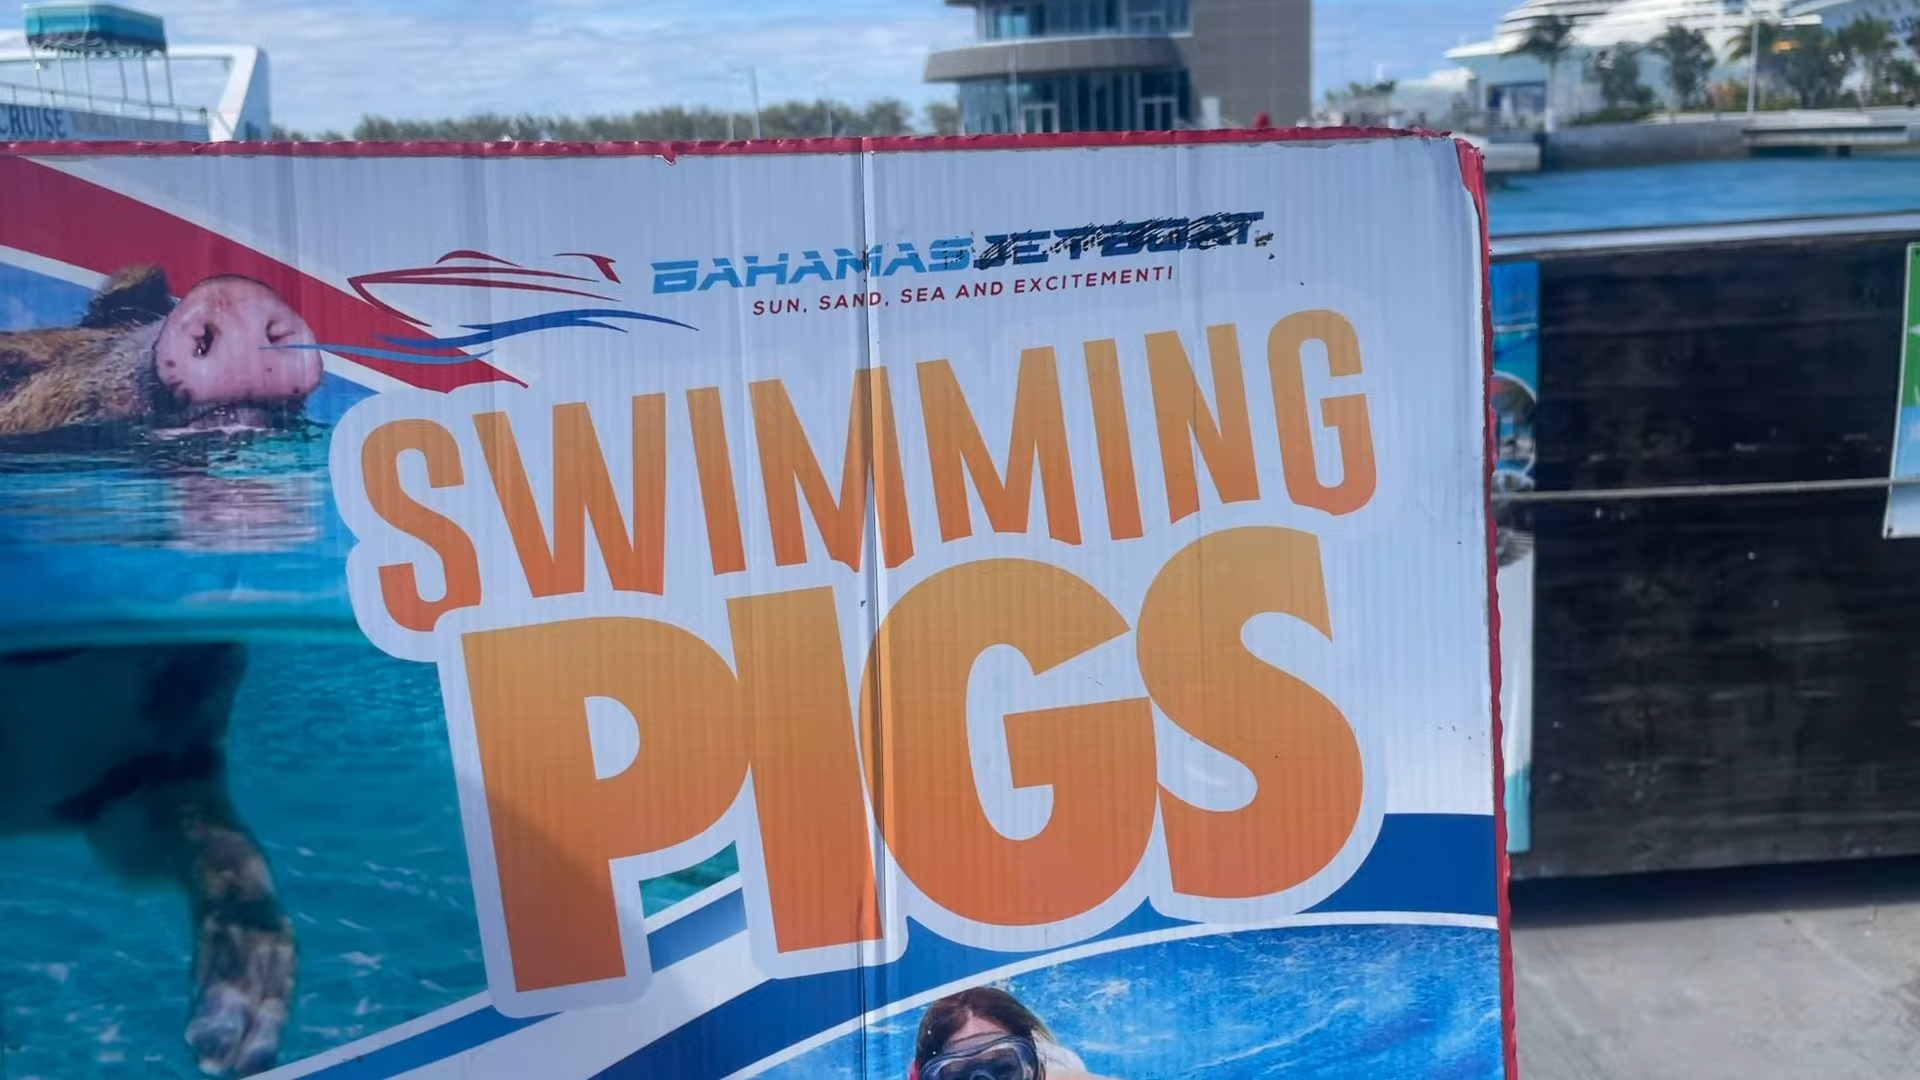 CRUISE
BAHAMAS JETBOAT
SUN, SAND, SEA AND EXCITEMENT!
SWIMMING
PIGS